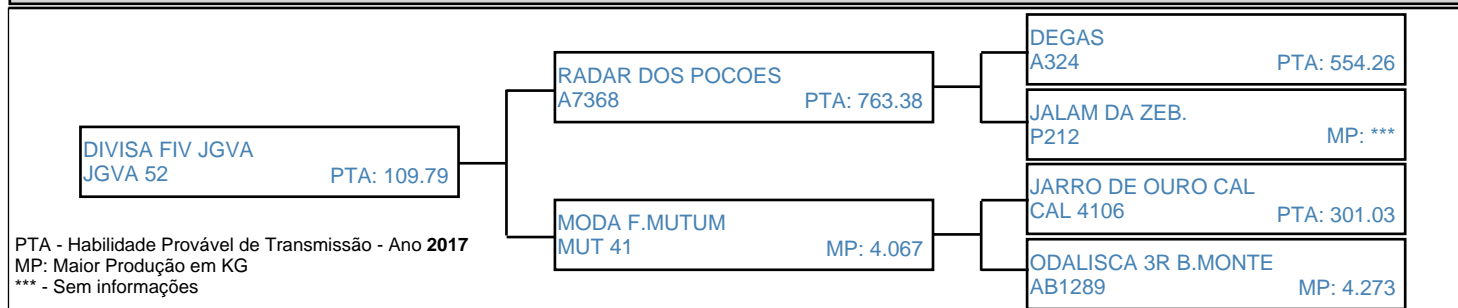 DEGAS
A324 PTA: 554.26
RADAR DOS POCOES
A7368 PTA: 763.38
JALAM DA ZEB.
P212 MP: ***
DIVISA FIV JGVA
JGVA 52 PTA: 109.79
JARRO DE OURO CAL
CAL 4106 PTA: 301.03
MODA F.MUTUM
MUT 41 MP: 4.067
ODALISCA 3R B.MONTE
AB1289 MP: 4.273
PTA - Habilidade Provável de Transmissão - Ano 2017
MP: Maior Produção em KG
*** - Sem informações